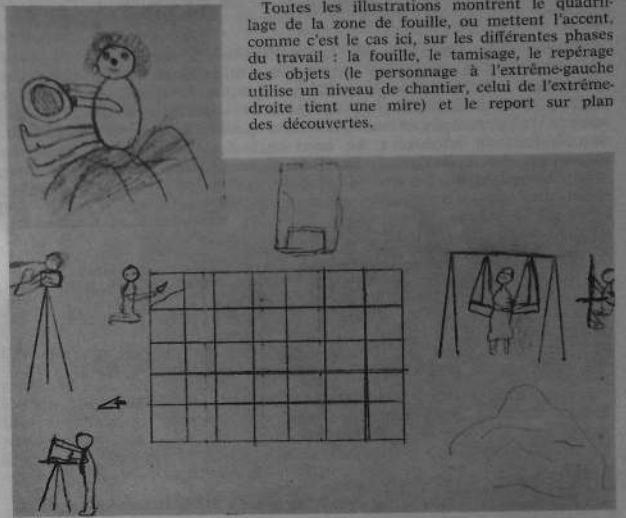 Toutes les illustrations montrent le quadril-
lage de la zone de fouille, ou mettent l'accent,
comme c'est le cas ici, sur les différentes phases
du travail : la fouille, le tamisage, le repérage
des objets (le personnage à l'extrême-gauche
utilise un niveau de chantier, celui de l'extrême-
droite tient une mire) et le report sur plan
des découvertes.